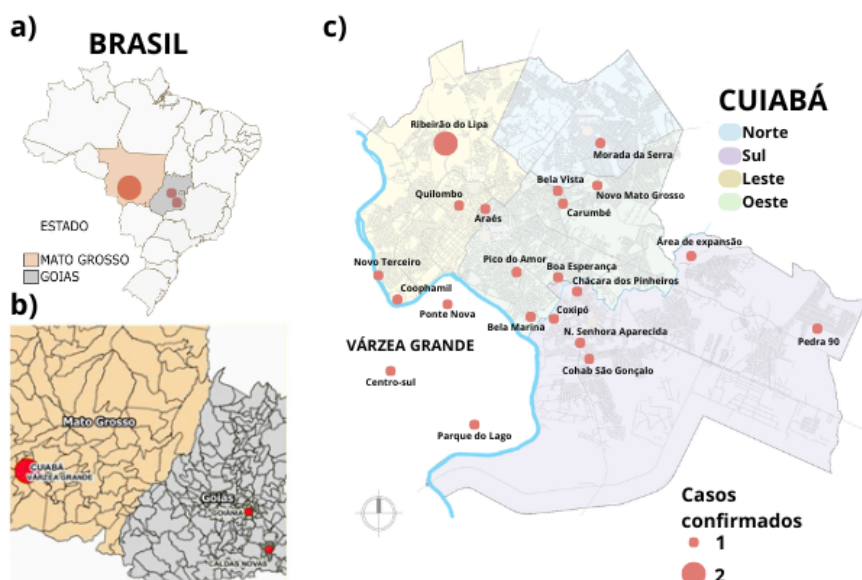 a)
BRASIL
ESTADO
MATO GROSSO
GOIAS
b)
Mato Grosso
CUIABÁ
VÁRZEA GRANDE
Goiás
GOIÂNIA
CALDAS NOVAS
c)
CUIABÁ
Norte
Sul
Leste
Oeste
Ribeirão do Lipa
Morada da Serra
Bela Vista
Novo Mato Grosso
Quilombo
Carumbé
Araés
Área de expansão
Novo Terceiro
Pico do Amor
Boa Esperança
Chácara dos Pinheiros
Coophamil
Ponte Nova
Coxipó
Bela Marina
N. Senhora Aparecida
Pedra 90
VÁRZEA GRANDE
Cohab São Gonçalo
Centro-sul
Parque do Lago
Casos
confirmados
1
2